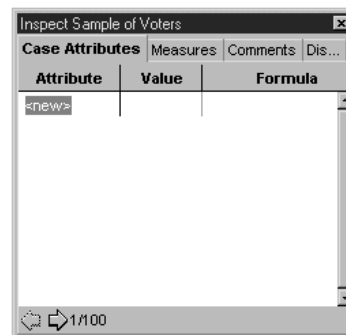 Inspect Sample of Voters
Case Attributes Measures Comments Dis...
Attribute Value Formula
<new>
1/100